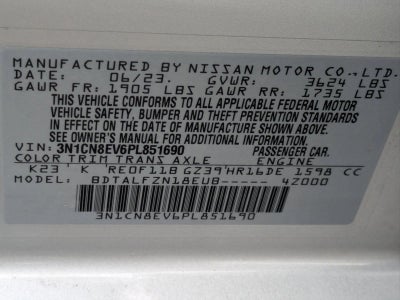 MANUFACTURED BY NISSAN MOTOR CO., LTD.
DATE: 06/23. GVWR: 3624 LBS
GAWR FR: 1905 LBS GAWR RR: 1735 LBS
THIS VEHICLE CONFORMS TO ALL APPLICABLE FEDERAL MOTOR
VEHICLE SAFETY, BUMPER AND THEFT PREVENTION STANDARDS
IN EFFECT ON THE DATE OF MANUFACTURE SHOWN ABOVE.
SEE OWNER'S MANUAL FOR ADDITIONAL INFORMATION.
VIN: 3N1CN8EV6PL851690 PASSENGER CAR.
COLOR TRIM TRANS AXLE ENGINE
K23 K RE0F11B GZ39 HR16DE 1598 CC
MODEL: BDTALFZN18EUB----- 4Z000
3N1CN8EV6PL851690